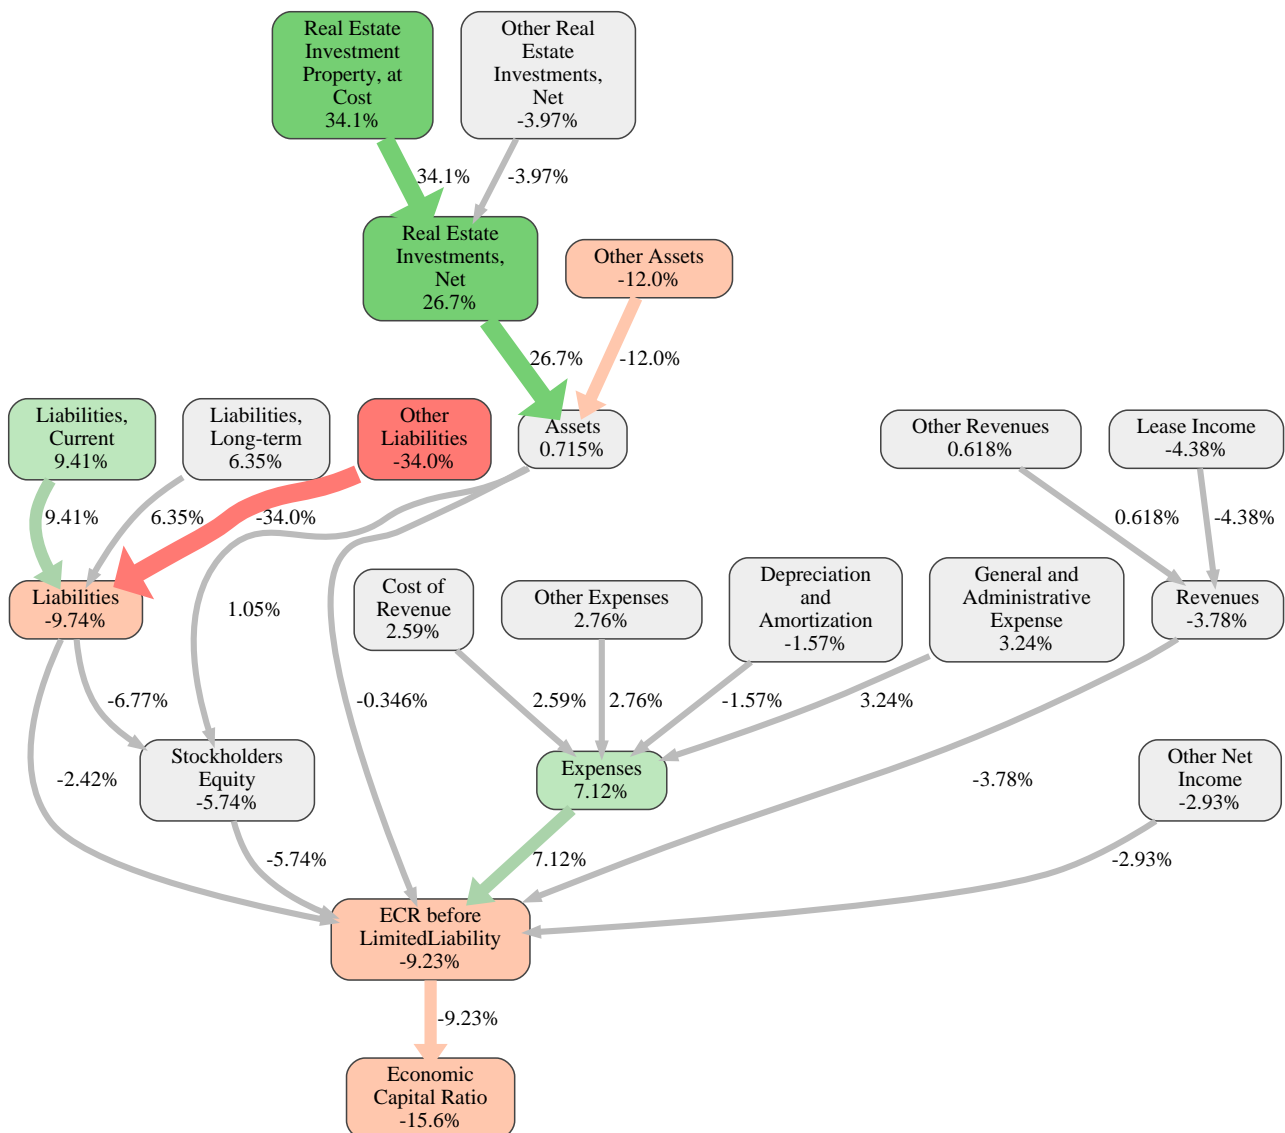 Real Estate
Investment
Property, at
Cost
34.1%
Other Real
Estate
Investments,
Net
-3.97%
34.1%
-3.97%
Real Estate
Investments,
Net
26.7%
Other Assets
-12.0%
26.7%
-12.0%
Liabilities,
Current
9.41%
Liabilities,
Long-term
6.35%
Other
Liabilities
-34.0%
Assets
0.715%
Other Revenues
0.618%
Lease Income
-4.38%
9.41%
6.35%
-34.0%
0.618%
-4.38%
Liabilities
-9.74%
1.05%
Cost of
Revenue
2.59%
Other Expenses
2.76%
Depreciation
and
Amortization
-1.57%
General and
Administrative
Expense
3.24%
Revenues
-3.78%
-6.77%
-0.346%
2.59%
2.76%
-1.57%
3.24%
-2.42%
Stockholders
Equity
-5.74%
Expenses
7.12%
-3.78%
Other Net
Income
-2.93%
-5.74%
7.12%
-2.93%
ECR before
LimitedLiability
-9.23%
-9.23%
Economic
Capital Ratio
-15.6%